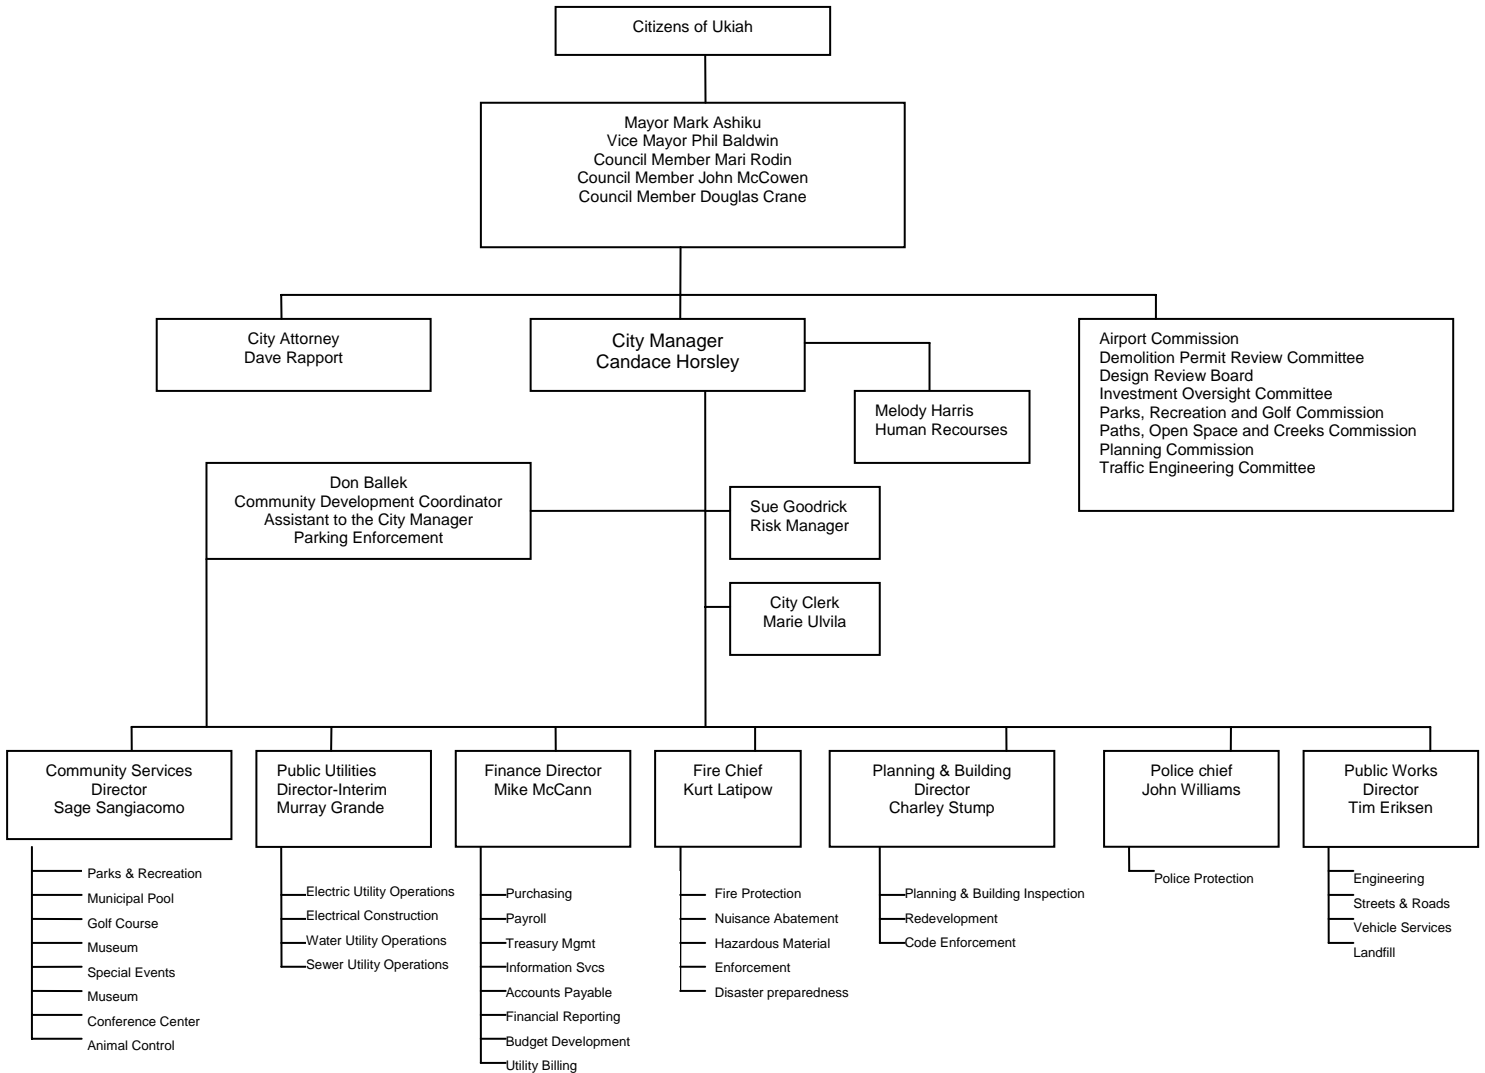 Citizens of Ukiah
Mayor Mark Ashiku
Vice Mayor Phil Baldwin
Council Member Mari Rodin
Council Member John McCowen
Council Member Douglas Crane
City Attorney
Dave Rapport
City Manager
Candace Horsley
Airport Commission
Demolition Permit Review Committee
Design Review Board
Investment Oversight Committee
Parks, Recreation and Golf Commission
Paths, Open Space and Creeks Commission
Planning Commission
Traffic Engineering Committee
Melody Harris
Human Recourses
Don Ballek
Community Development Coordinator
Assistant to the City Manager
Parking Enforcement
Sue Goodrick
Risk Manager
City Clerk
Marie Ulvila
Community Services
Director
Sage Sangiacomo
Parks & Recreation
Municipal Pool
Golf Course
Museum
Special Events
Museum
Conference Center
Animal Control
Public Utilities
Director-Interim
Murray Grande
Electric Utility Operations
Electrical Construction
Water Utility Operations
Sewer Utility Operations
Finance Director
Mike McCann
Purchasing
Payroll
Treasury Mgmt
Information Svcs
Accounts Payable
Financial Reporting
Budget Development
Utility Billing
Fire Chief
Kurt Latipow
Fire Protection
Nuisance Abatement
Hazardous Material
Enforcement
Disaster preparedness
Planning & Building
Director
Charley Stump
Planning & Building Inspection
Redevelopment
Code Enforcement
Police chief
John Williams
Police Protection
Public Works
Director
Tim Eriksen
Engineering
Streets & Roads
Vehicle Services
Landfill